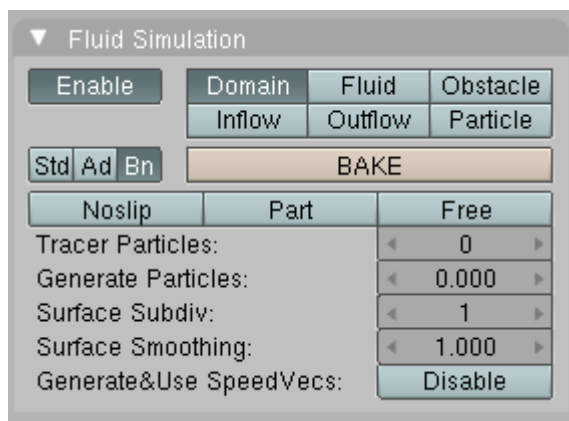 Fluid Simulation
Enable Domain Fluid Obstacle
Inflow Outflow Particle
Std Ad Bn BAKE
Noslip Part Free
Tracer Particles: 0
Generate Particles: 0.000
Surface Subdiv: 1
Surface Smoothing: 1.000
Generate&Use SpeedVecs: Disable